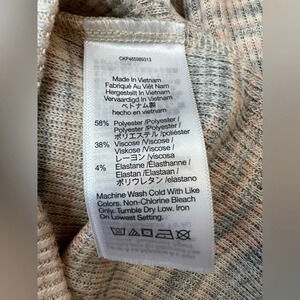 CKP465989313
Made In Vietnam
Fabriqué Au Viêt Nam
Hergestellt In Vietnam
Vervaardigd In Vietnam
ベトナム製
hecho en vietnam
58% Polyester /Polyester/
Polyester /Polyester /
ポリエステル /poliéster
38% Viscose /Viscose /
Viskose /Viscose /
レーヨン /viscosa
4% Elastane /Élasthanne /
Elastan /Elastaan /
ポリウレタン /elastano
Machine Wash Cold With Like
Colors. Non-Chlorine Bleach
Only. Tumble Dry Low. Iron
On Lowest Setting.